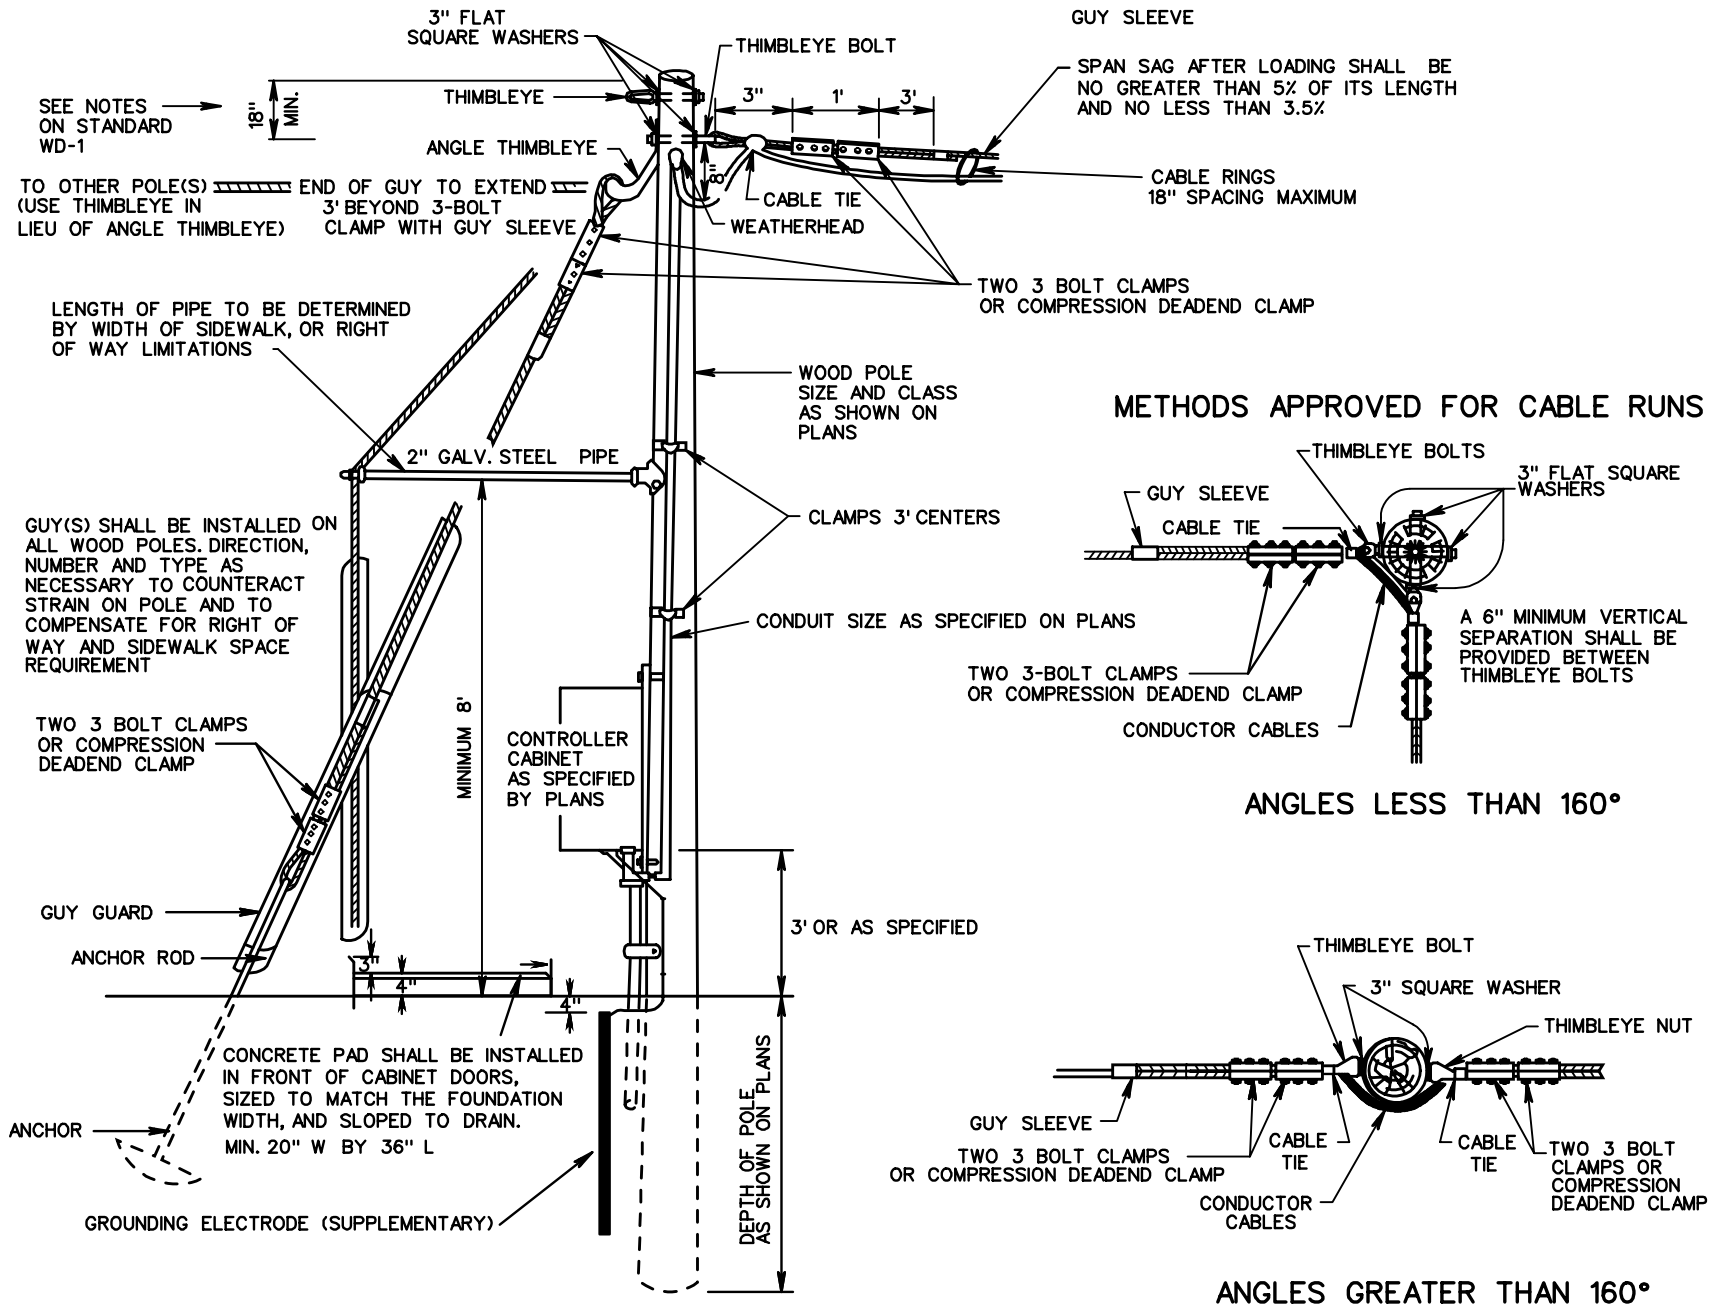 3" FLAT
SQUARE WASHERS
THIMBLEYE BOLT
GUY SLEEVE
SPAN SAG AFTER LOADING SHALL BE
NO GREATER THAN 5% OF ITS LENGTH
AND NO LESS THAN 3.5%
SEE NOTES
ON STANDARD
WD-1
18"
MIN.
THIMBLEYE
3"
1'
3'
ANGLE THIMBLEYE
8"
CABLE RINGS
18" SPACING MAXIMUM
TO OTHER POLE(S)
(USE THIMBLEYE IN
LIEU OF ANGLE THIMBLEYE)
END OF GUY TO EXTEND
3' BEYOND 3-BOLT
CLAMP WITH GUY SLEEVE
CABLE TIE
WEATHERHEAD
TWO 3 BOLT CLAMPS
OR COMPRESSION DEADEND CLAMP
LENGTH OF PIPE TO BE DETERMINED
BY WIDTH OF SIDEWALK, OR RIGHT
OF WAY LIMITATIONS
WOOD POLE
SIZE AND CLASS
AS SHOWN ON
PLANS
2" GALV. STEEL PIPE
CLAMPS 3' CENTERS
GUY(S) SHALL BE INSTALLED ON
ALL WOOD POLES. DIRECTION,
NUMBER AND TYPE AS
NECESSARY TO COUNTERACT
STRAIN ON POLE AND TO
COMPENSATE FOR RIGHT OF
WAY AND SIDEWALK SPACE
REQUIREMENT
CONDUIT SIZE AS SPECIFIED ON PLANS
MINIMUM 8'
CONTROLLER
CABINET
AS SPECIFIED
BY PLANS
TWO 3 BOLT CLAMPS
OR COMPRESSION
DEADEND CLAMP
GUY GUARD
ANCHOR ROD
3' OR AS SPECIFIED
3"
4"
4"
CONCRETE PAD SHALL BE INSTALLED
IN FRONT OF CABINET DOORS,
SIZED TO MATCH THE FOUNDATION
WIDTH, AND SLOPED TO DRAIN.
MIN. 20" W BY 36" L
ANCHOR
GROUNDING ELECTRODE (SUPPLEMENTARY)
DEPTH OF POLE
AS SHOWN ON PLANS
METHODS APPROVED FOR CABLE RUNS
THIMBLEYE BOLTS
3" FLAT SQUARE
WASHERS
GUY SLEEVE
CABLE TIE
A 6" MINIMUM VERTICAL
SEPARATION SHALL BE
PROVIDED BETWEEN
THIMBLEYE BOLTS
TWO 3-BOLT CLAMPS
OR COMPRESSION DEADEND CLAMP
CONDUCTOR CABLES
ANGLES LESS THAN 160°
THIMBLEYE BOLT
3" SQUARE WASHER
THIMBLEYE NUT
GUY SLEEVE
TWO 3 BOLT CLAMPS
OR COMPRESSION DEADEND CLAMP
CABLE
TIE
CABLE
TIE
TWO 3 BOLT
CLAMPS OR
COMPRESSION
DEADEND CLAMP
CONDUCTOR
CABLES
ANGLES GREATER THAN 160°